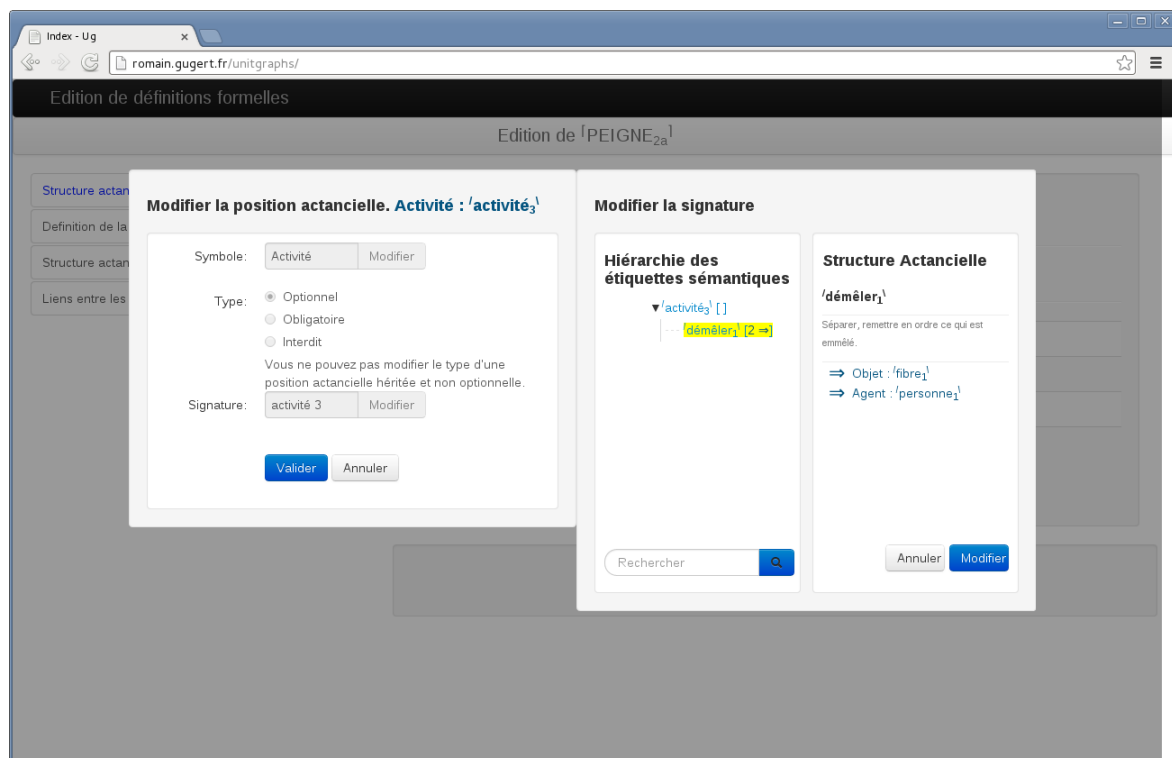 Index - Ug
romain.gugert.fr/unitgraphs/
Edition de définitions formelles
Edition de ⌈PEIGNE2a⌉
Structure actan
Definition de la
Structure actan
Liens entre les
Modifier la position actancielle. Activité : /activité3\
Symbole:
Activité
Modifier
Type:
Optionnel
Obligatoire
Interdit
Vous ne pouvez pas modifier le type d'une
position actancielle héritée et non optionnelle.
Signature:
activité 3
Modifier
Valider
Annuler
Modifier la signature
Hiérarchie des
étiquettes sémantiques
▼/activité3\ [ ]
/démêler1\ [2 ⇒]
Rechercher
Structure Actancielle
/démêler1\
Séparer, remettre en ordre ce qui est
emmêlé.
⇒ Objet : /fibre1\
⇒ Agent : /personne1\
Annuler
Modifier